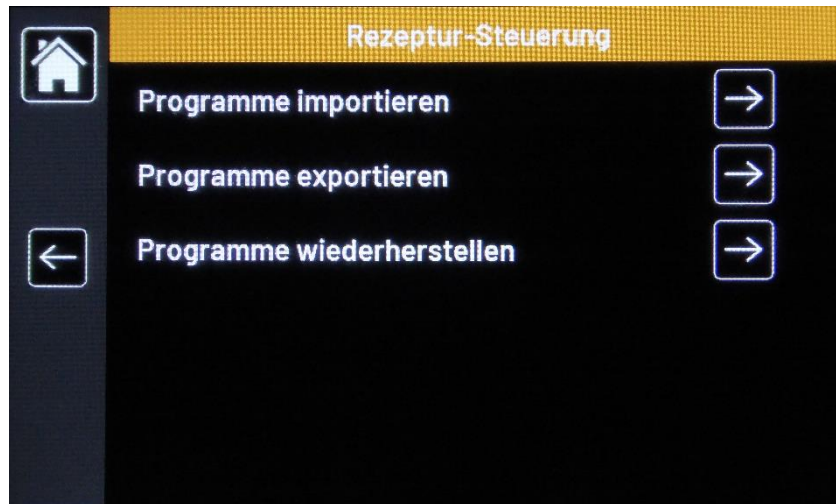 Rezeptur-Steuerung
Programme importieren
Programme exportieren
Programme wiederherstellen